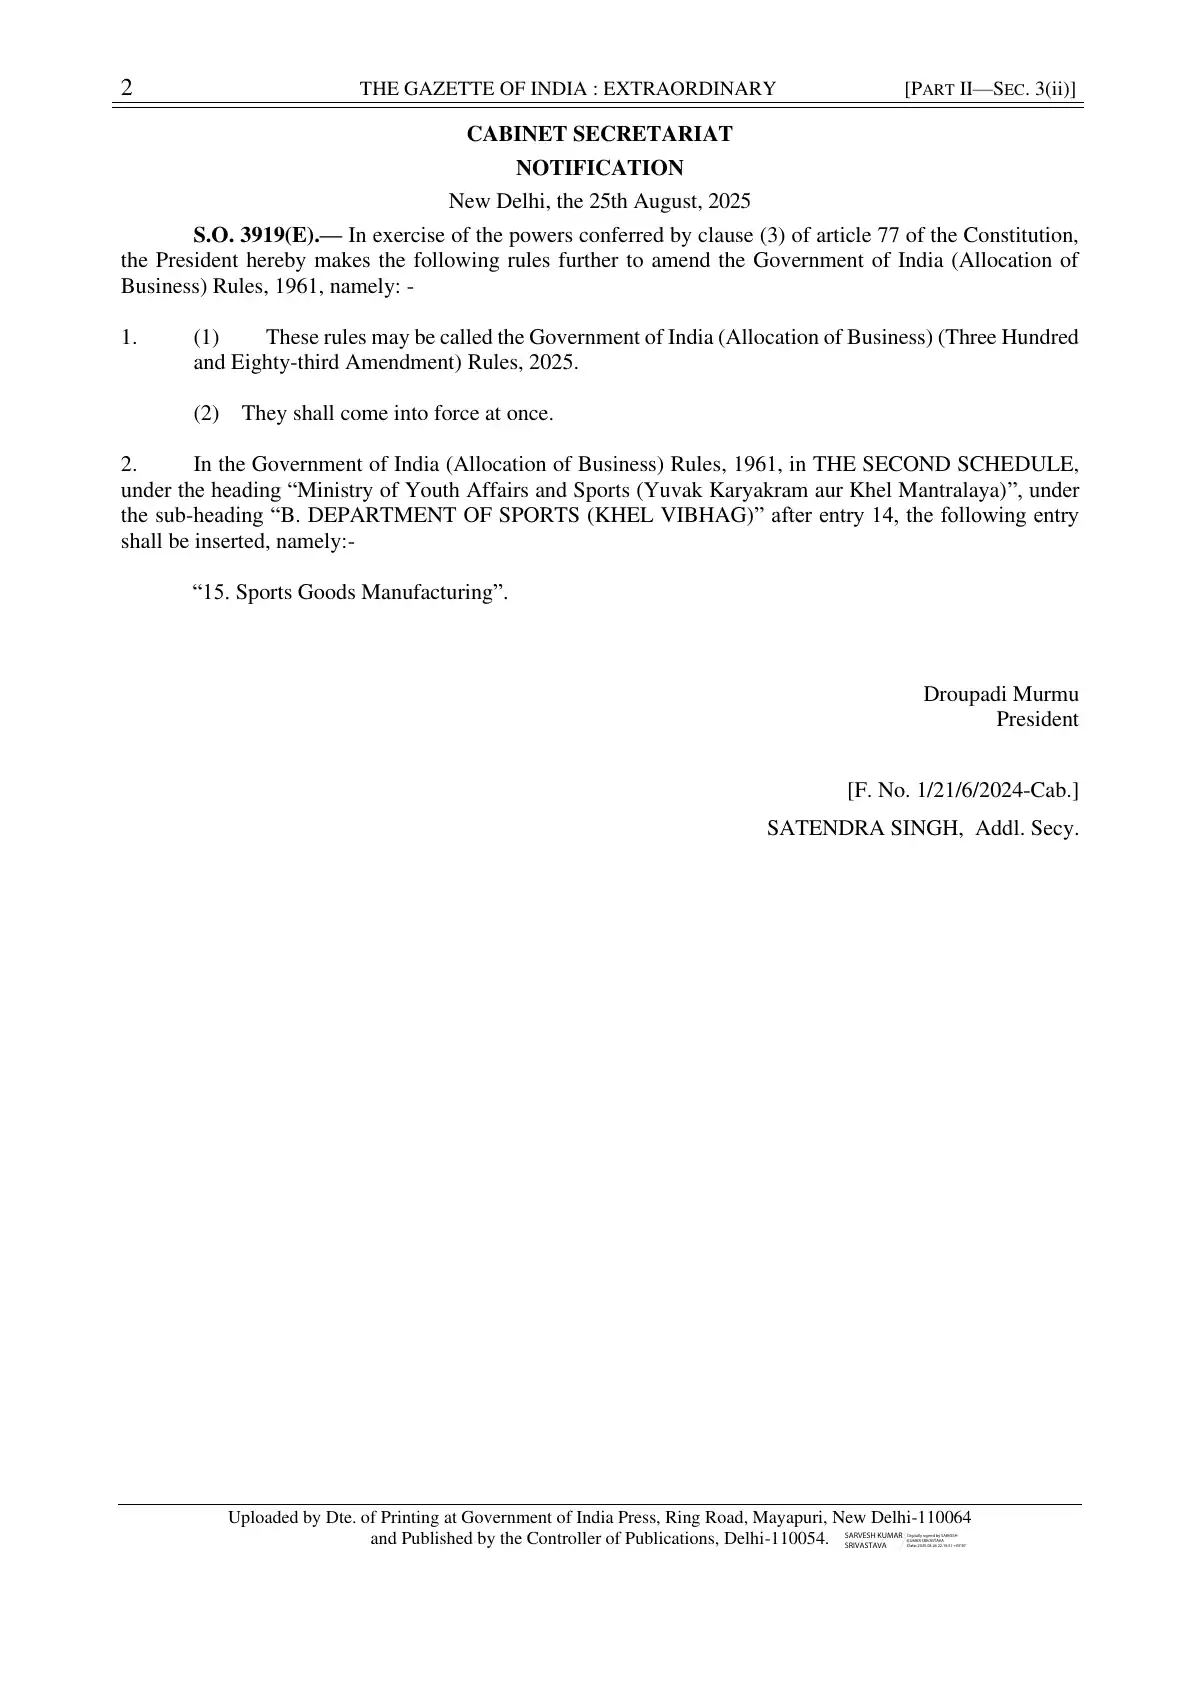 2 THE GAZETTE OF INDIA : EXTRAORDINARY [PART II—SEC. 3(ii)]
CABINET SECRETARIAT
NOTIFICATION
New Delhi, the 25th August, 2025
S.O. 3919(E).— In exercise of the powers conferred by clause (3) of article 77 of the Constitution,
the President hereby makes the following rules further to amend the Government of India (Allocation of
Business) Rules, 1961, namely: -
1. (1) These rules may be called the Government of India (Allocation of Business) (Three Hundred
and Eighty-third Amendment) Rules, 2025.
(2) They shall come into force at once.
2. In the Government of India (Allocation of Business) Rules, 1961, in THE SECOND SCHEDULE,
under the heading “Ministry of Youth Affairs and Sports (Yuvak Karyakram aur Khel Mantralaya)”, under
the sub-heading “B. DEPARTMENT OF SPORTS (KHEL VIBHAG)” after entry 14, the following entry
shall be inserted, namely:-
“15. Sports Goods Manufacturing”.
Droupadi Murmu
President
[F. No. 1/21/6/2024-Cab.]
SATENDRA SINGH, Addl. Secy.
Uploaded by Dte. of Printing at Government of India Press, Ring Road, Mayapuri, New Delhi-110064
and Published by the Controller of Publications, Delhi-110054.
SARVESH KUMAR
SRIVASTAVA
Digitally signed by SARVESH
KUMAR SRIVASTAVA